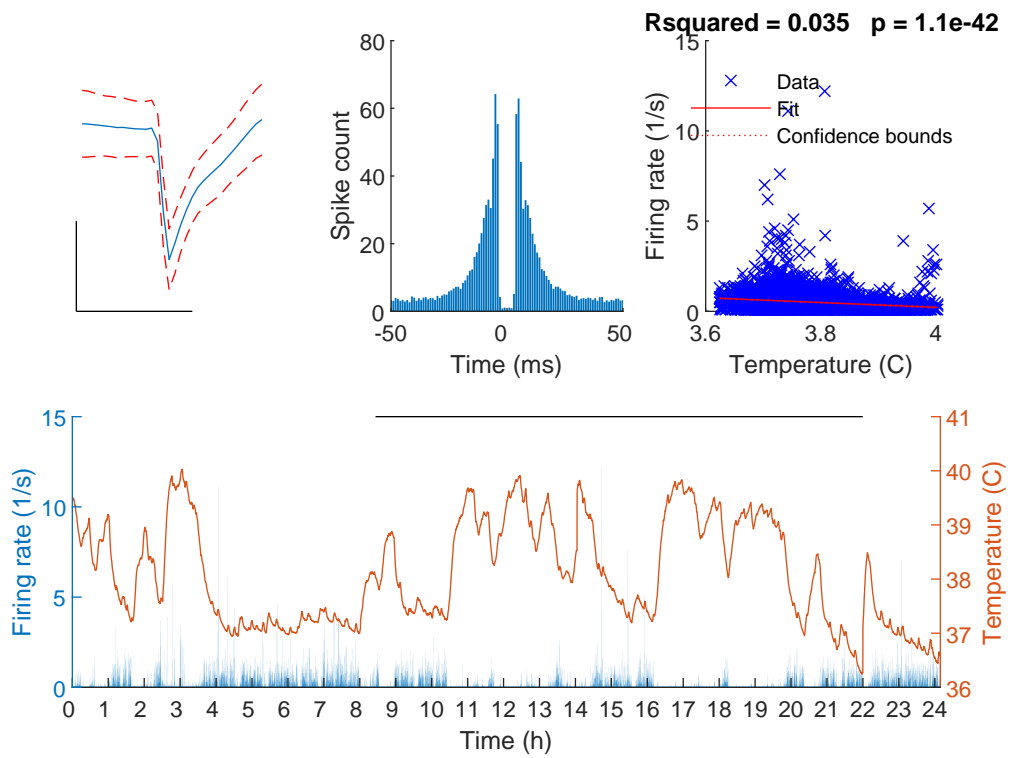 Rsquared = 0.035 p = 1.1e-42
80
60
40
20
0
Spike count
-50
0
50
Time (ms)
15
10
5
0
Firing rate (1/s)
Data
Fit
Confidence bounds
3.6
3.8
4
Temperature (C)
15
10
5
0
Firing rate (1/s)
41
40
39
38
37
36
Temperature (C)
0 1 2 3 4 5 6 7 8 9 10 11 12 13 14 15 16 17 18 19 20 21 22 23 24
Time (h)